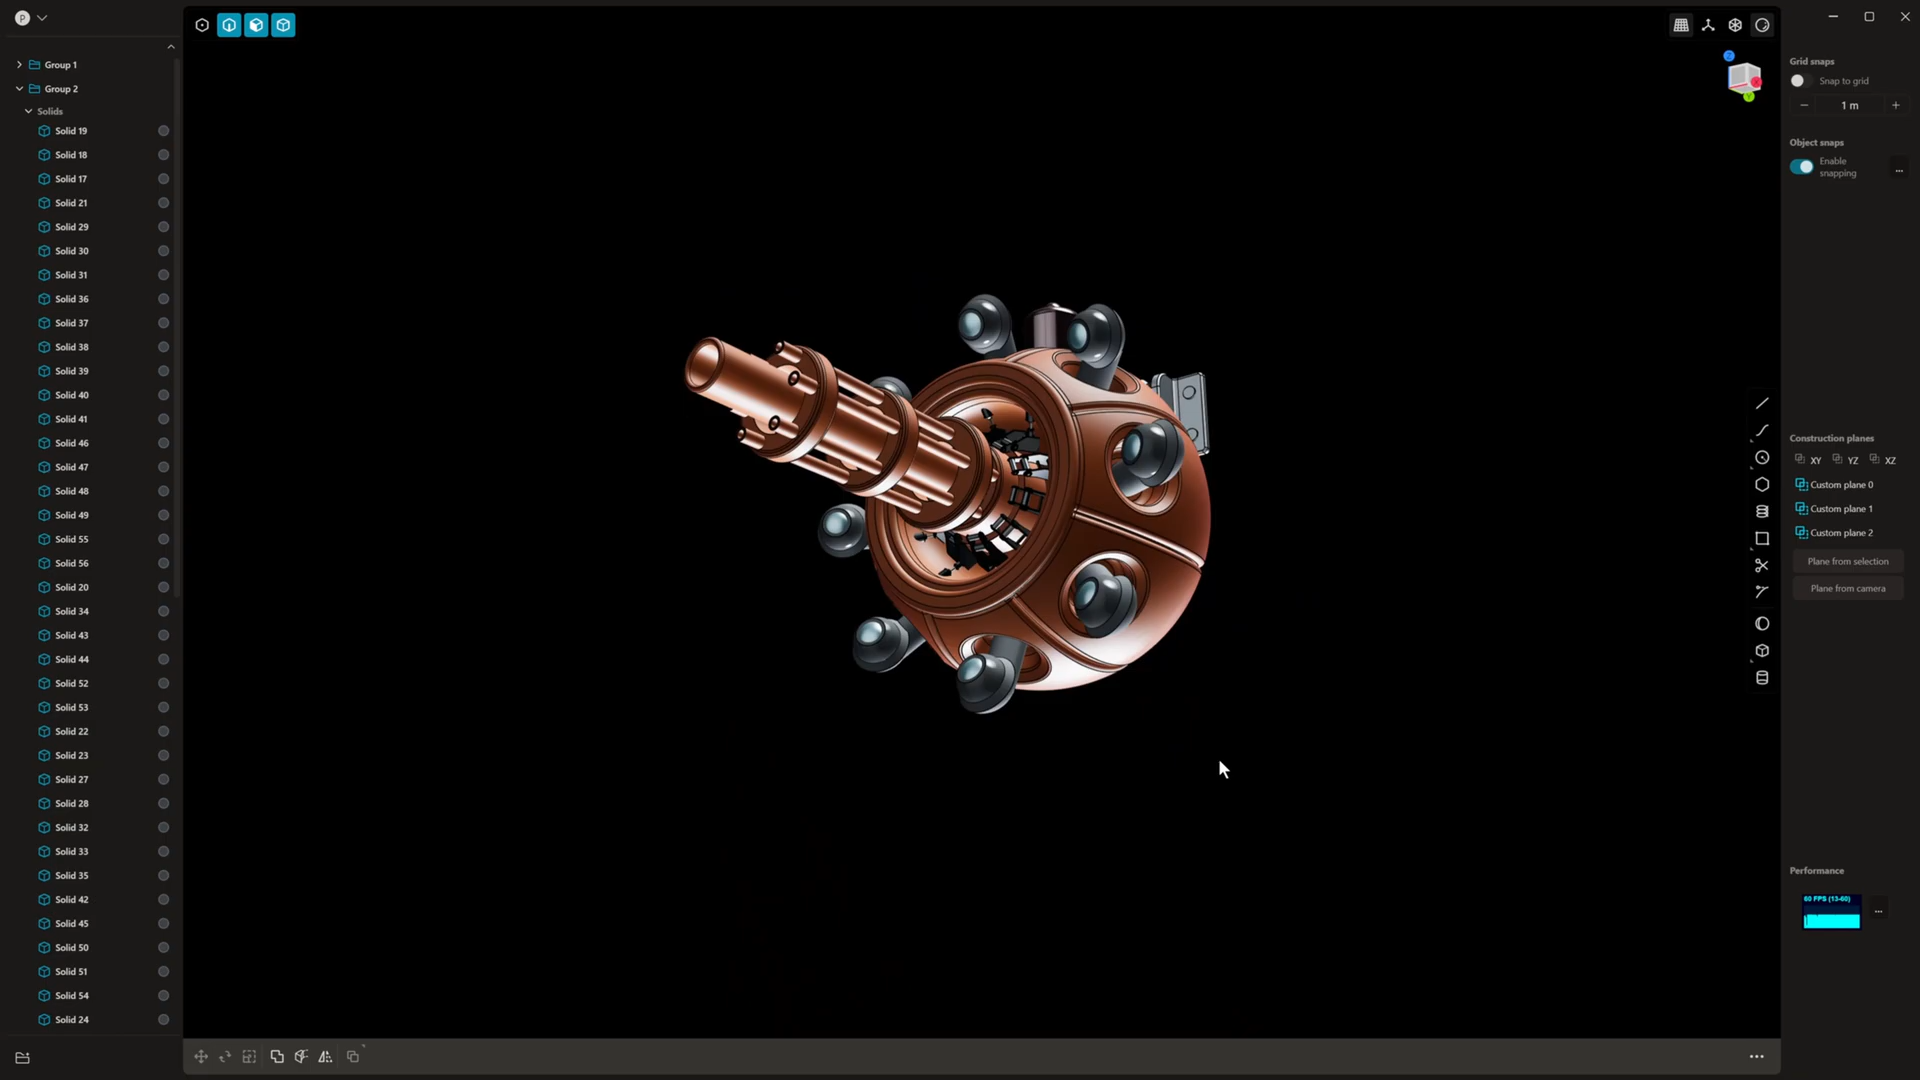 P
Group 1
Group 2
Solids
Solid 19
Solid 18
Solid 17
Solid 21
Solid 29
Solid 30
Solid 31
Solid 36
Solid 37
Solid 38
Solid 39
Solid 40
Solid 41
Solid 46
Solid 47
Solid 48
Solid 49
Solid 55
Solid 56
Solid 20
Solid 34
Solid 43
Solid 44
Solid 52
Solid 53
Solid 22
Solid 23
Solid 27
Solid 28
Solid 32
Solid 33
Solid 35
Solid 42
Solid 45
Solid 50
Solid 51
Solid 54
Solid 24
Z
X
Y
Grid snaps
Snap to grid
1 m
Object snaps
Enable
snapping
...
Construction planes
XY YZ XZ
Custom plane 0
Custom plane 1
Custom plane 2
Plane from selection
Plane from camera
Performance
60 FPS (13-60)
...